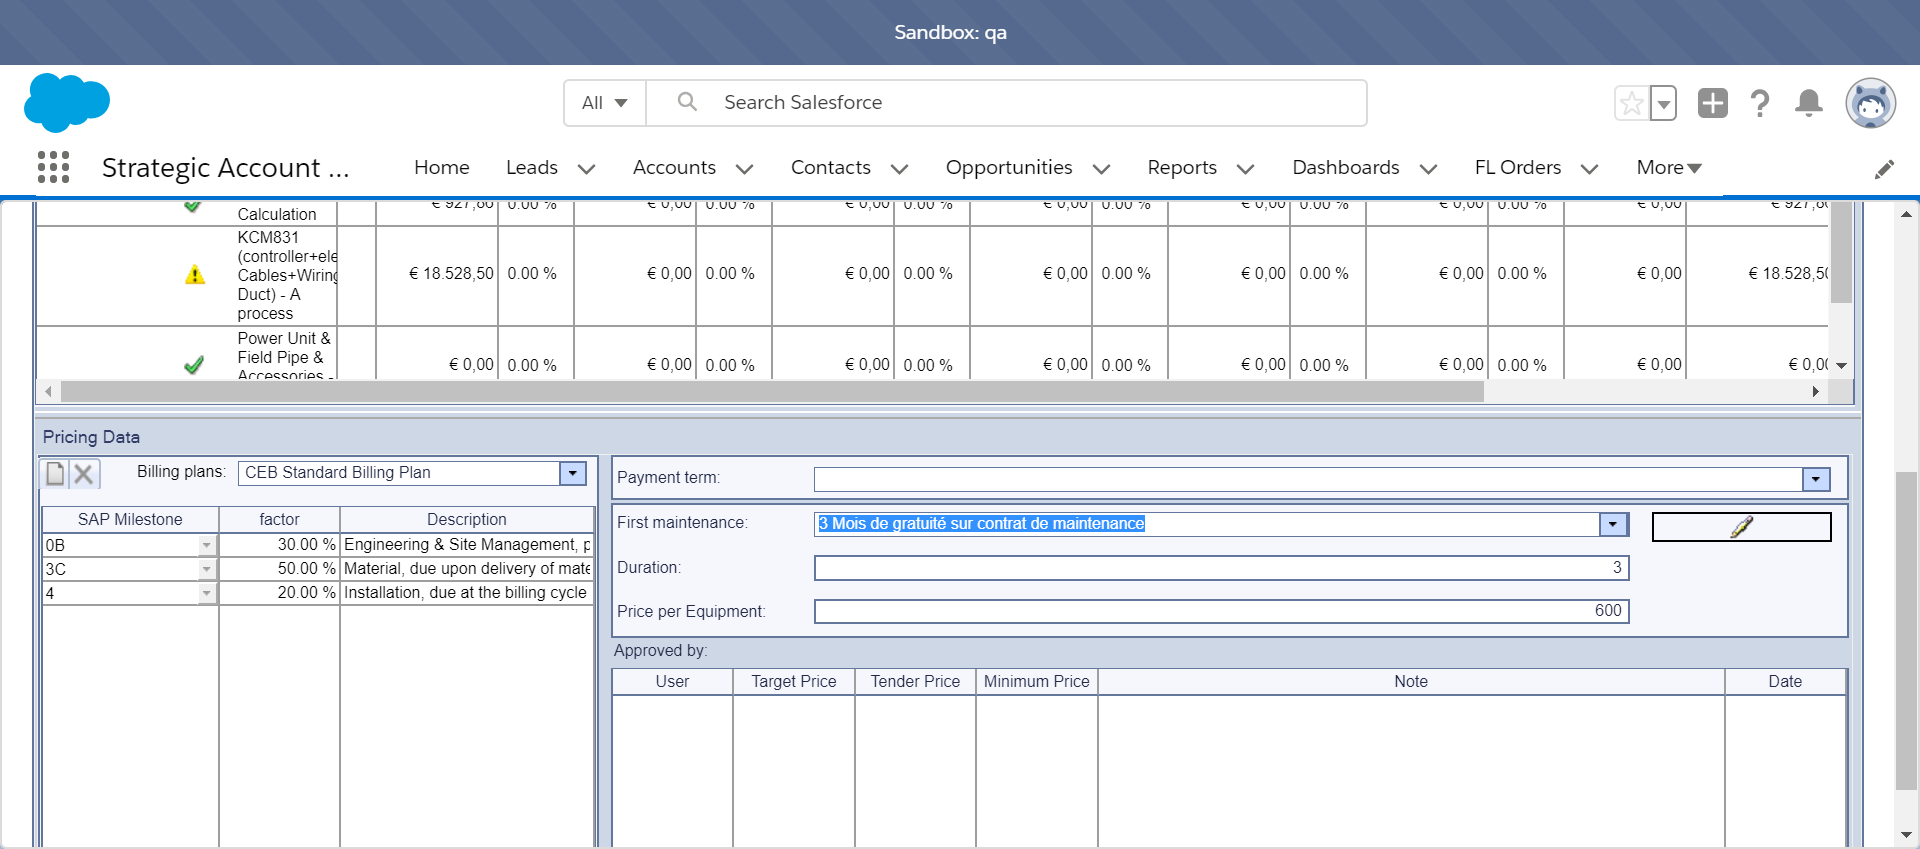 Sandbox: qa
All
Search Salesforce
Strategic Account ...
Home
Leads
Accounts
Contacts
Opportunities
Reports
Dashboards
FL Orders
More
Calculation
€ 927,80 0.00 % € 0,00 0.00 % € 0,00 0.00 % € 0,00 0.00 % € 0,00 0.00 % € 0,00 0.00 % € 0,00 € 927,8
KCM831
(controller+ele
Cables+Wiring
Duct) - A
process
€ 18.528,50 0.00 % € 0,00 0.00 % € 0,00 0.00 % € 0,00 0.00 % € 0,00 0.00 % € 0,00 0.00 % € 0,00 € 18.528,50
Power Unit &
Field Pipe &
Accessories -
€ 0,00 0.00 % € 0,00 0.00 % € 0,00 0.00 % € 0,00 0.00 % € 0,00 0.00 % € 0,00 0.00 % € 0,00 € 0,00
Pricing Data
Billing plans: CEB Standard Billing Plan
SAP Milestone factor Description
0B 30.00 % Engineering & Site Management, p
3C 50.00 % Material, due upon delivery of mate
4 20.00 % Installation, due at the billing cycle
Payment term:
First maintenance: 3 Mois de gratuité sur contrat de maintenance
Duration: 3
Price per Equipment: 600
Approved by:
User Target Price Tender Price Minimum Price Note Date